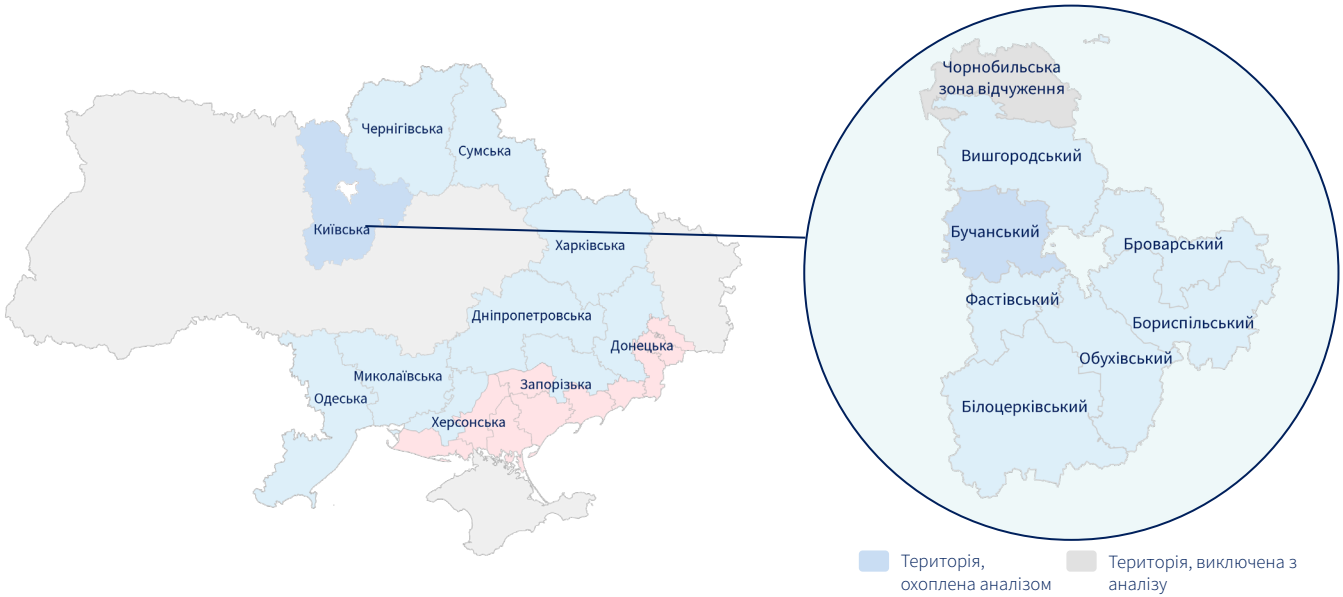 Чернігівська
Сумська
Київська
Харківська
Дніпропетровська
Донецька
Миколаївська
Запорізька
Одеська
Херсонська
Чорнобильська
зона відчуження
Вишгородський
Бучанський
Броварський
Фастівський
Бориспільський
Обухівський
Білоцерківський
Територія,
охоплена аналізом
Територія, виключена з
аналізу